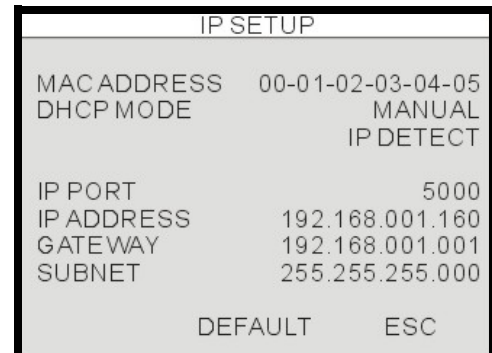 IP SETUP
MAC ADDRESS 00-01-02-03-04-05
DHCP MODE MANUAL
IP DETECT
IP PORT 5000
IP ADDRESS 192.168.001.160
GATEWAY 192.168.001.001
SUBNET 255.255.255.000
DEFAULT ESC